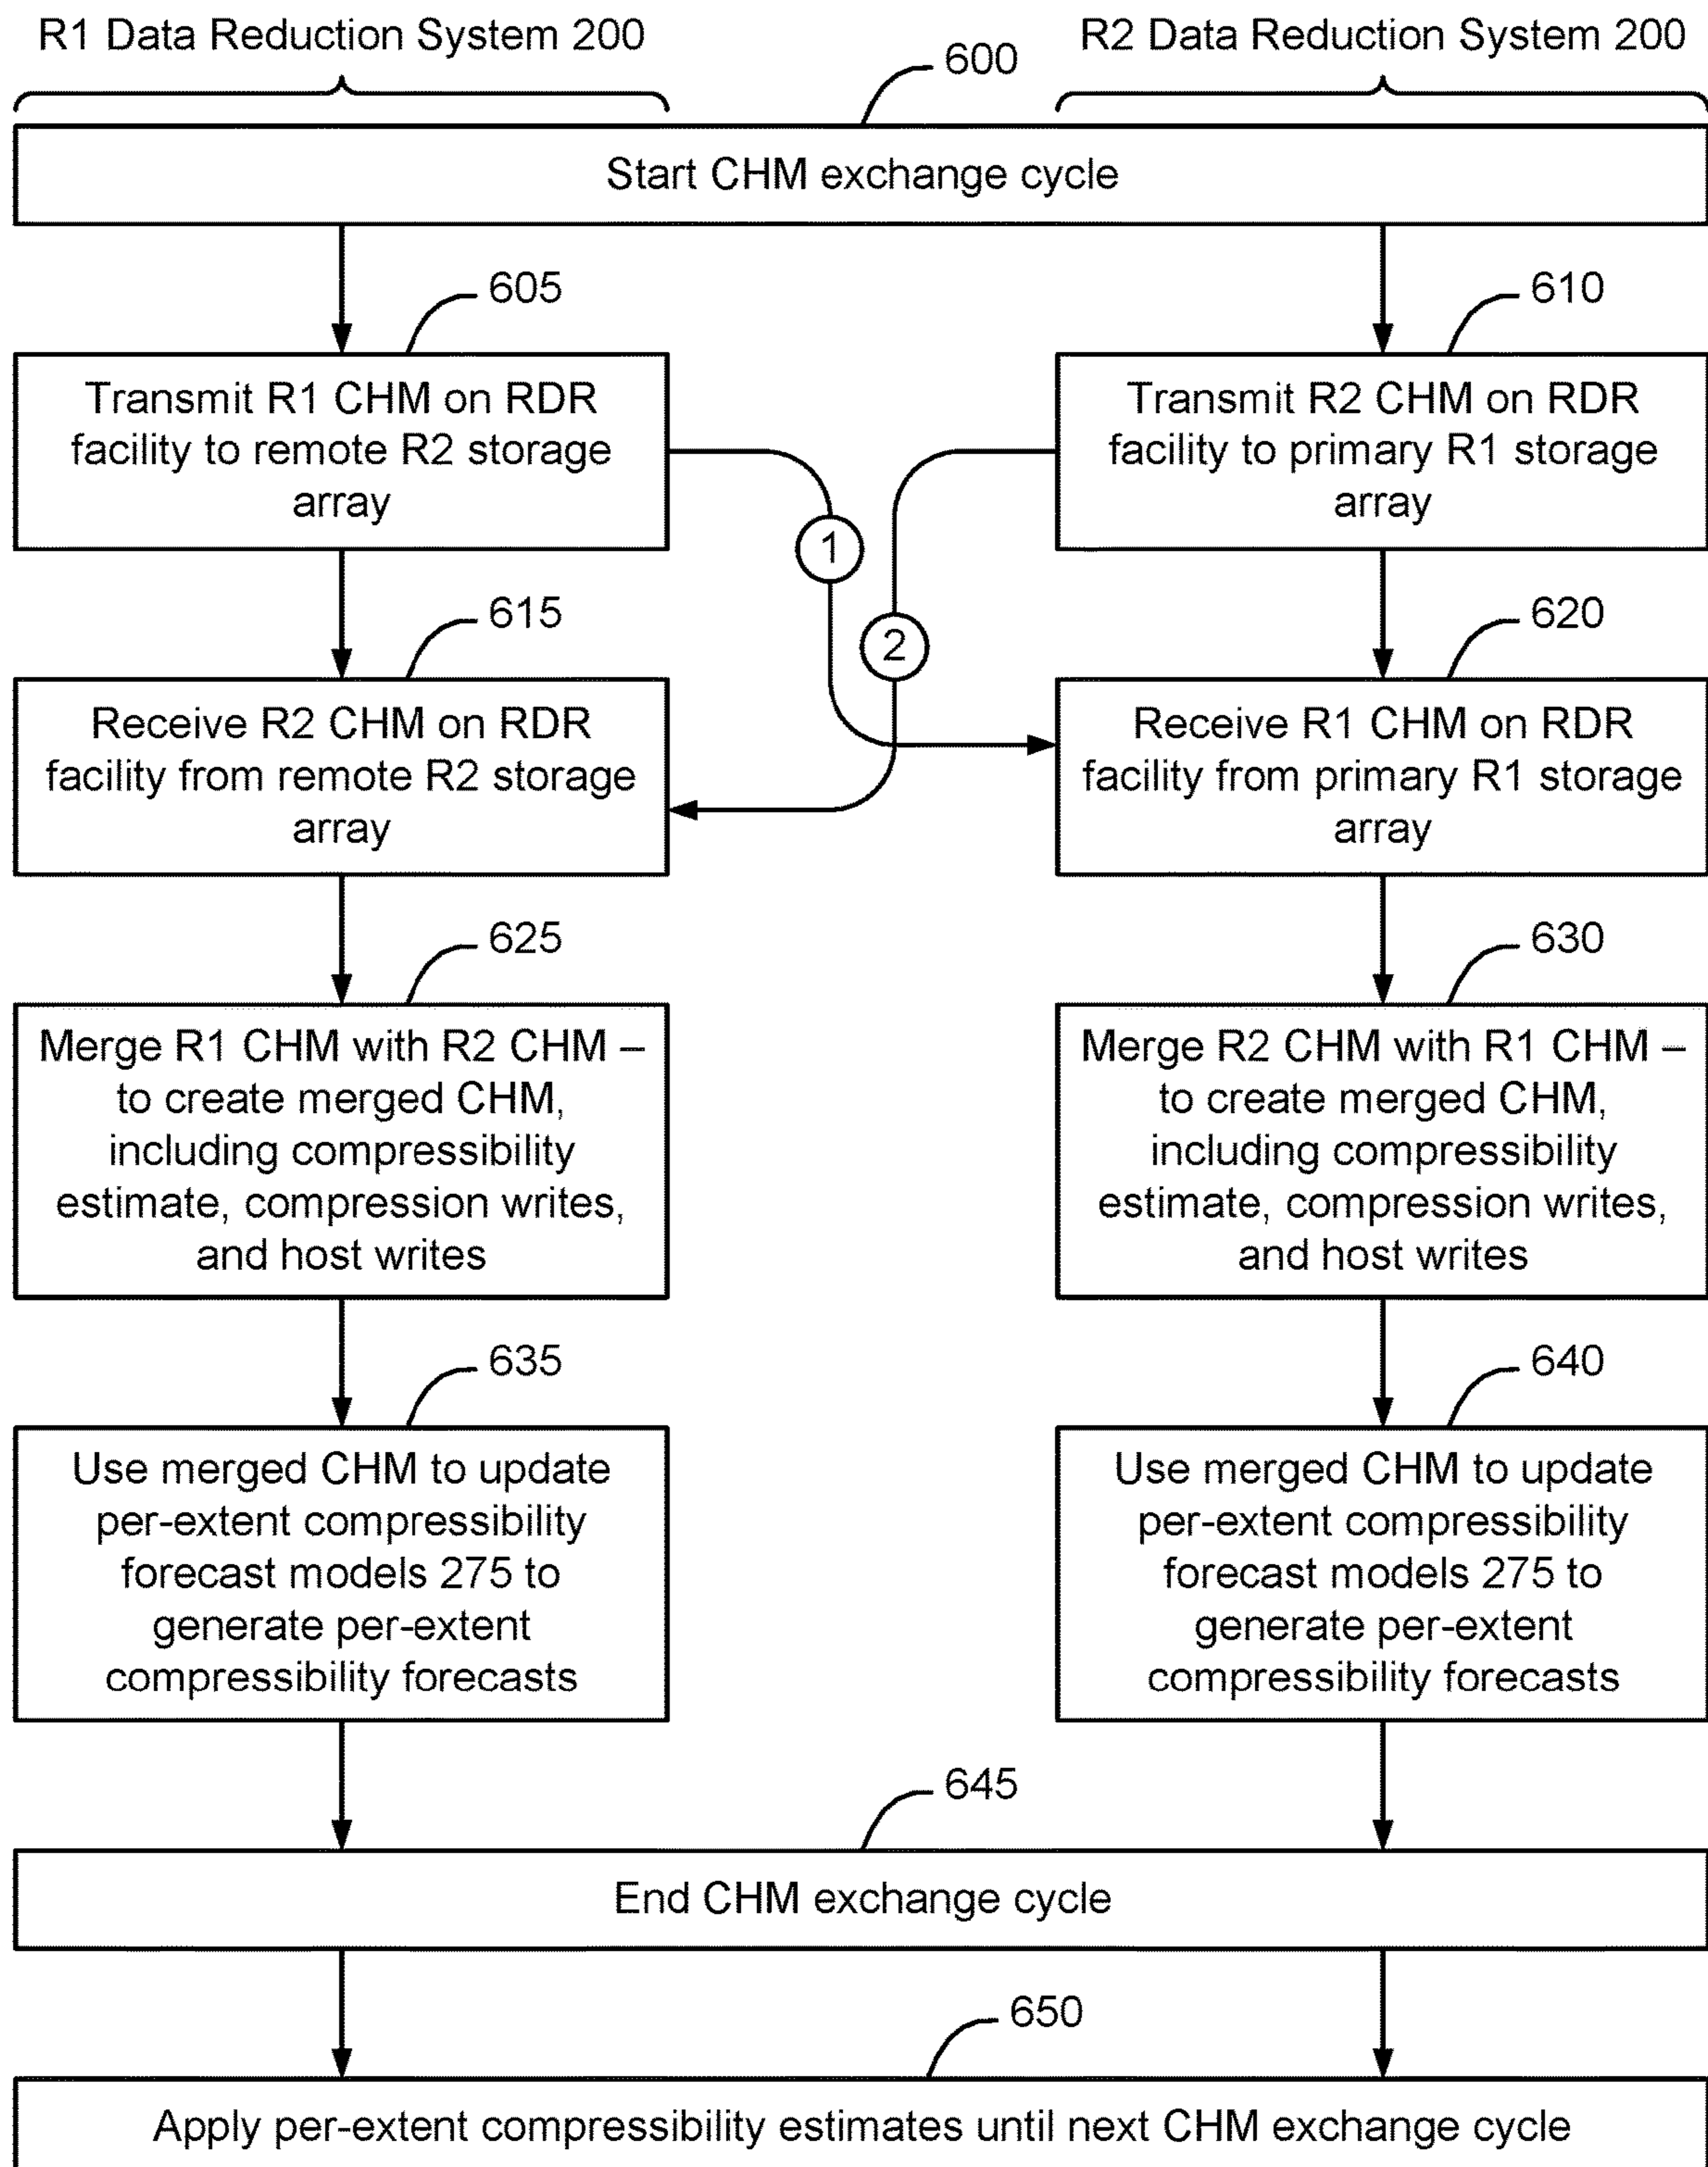 R1 Data Reduction System 200
R2 Data Reduction System 200
600
Start CHM exchange cycle
605
610
Transmit R1 CHM on RDR
facility to remote R2 storage
array
Transmit R2 CHM on RDR
facility to primary R1 storage
array
1
2
615
620
Receive R2 CHM on RDR
facility from remote R2 storage
array
Receive R1 CHM on RDR
facility from primary R1 storage
array
625
630
Merge R1 CHM with R2 CHM –
to create merged CHM,
including compressibility
estimate, compression writes,
and host writes
Merge R2 CHM with R1 CHM –
to create merged CHM,
including compressibility
estimate, compression writes,
and host writes
635
640
Use merged CHM to update
per-extent compressibility
forecast models 275 to
generate per-extent
compressibility forecasts
Use merged CHM to update
per-extent compressibility
forecast models 275 to
generate per-extent
compressibility forecasts
645
End CHM exchange cycle
650
Apply per-extent compressibility estimates until next CHM exchange cycle